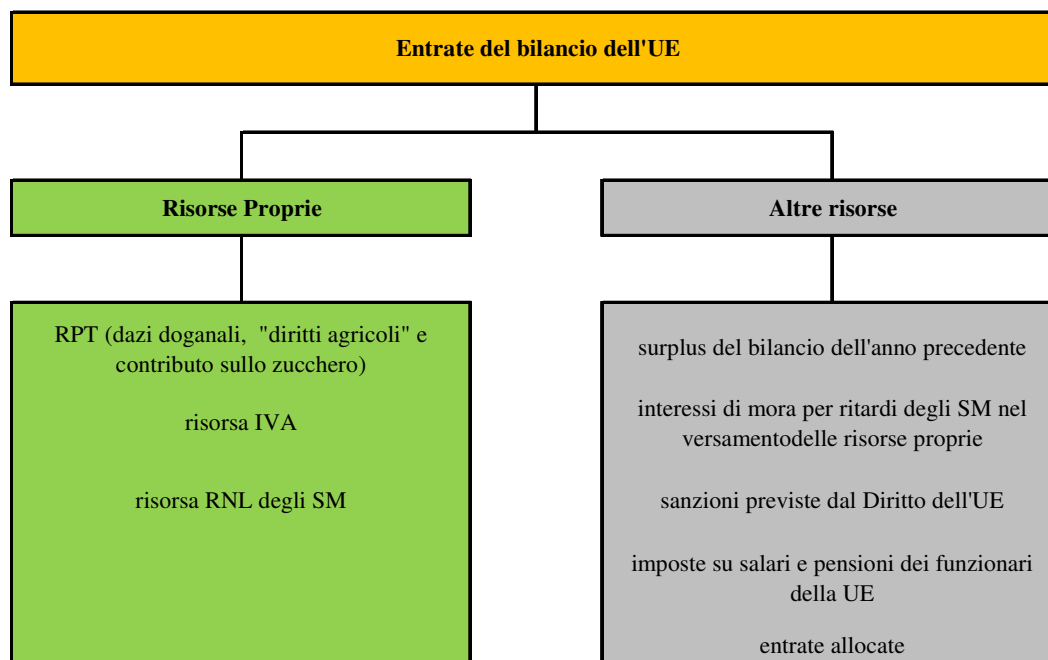 Entrate del bilancio dell'UE
Risorse Proprie
RPT (dazi doganali, "diritti agricoli" e
contributo sullo zucchero)
risorsa IVA
risorsa RNL degli SM
Altre risorse
surplus del bilancio dell'anno precedente
interessi di mora per ritardi degli SM nel
versamentodelle risorse proprie
sanzioni previste dal Diritto dell'UE
imposte su salari e pensioni dei funzionari
della UE
entrate allocate